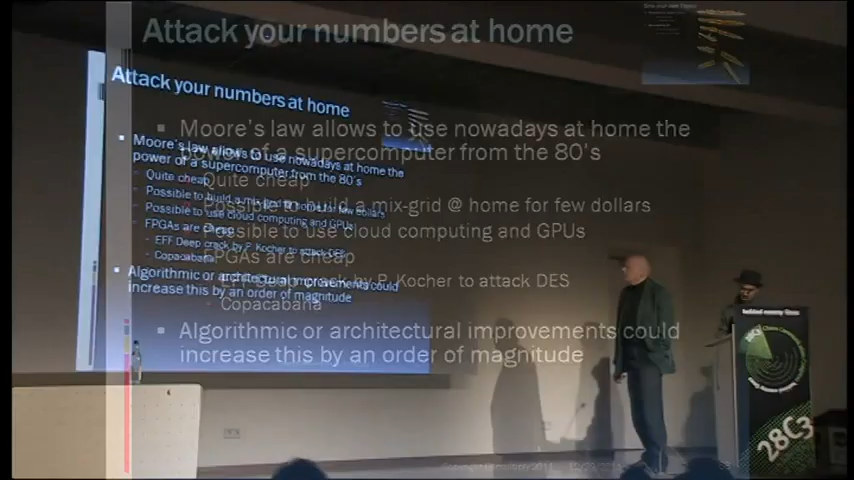 Attack your numbers at home
Moore's law allows to use nowadays at home the
power of a supercomputer from the 80's
Quite cheap
Possible to build a mix-grid @ home for few dollars
Possible to use cloud computing and GPUs
FPGAs are cheap
EFF Deep crack by P. Kocher to attack DES
Copacabana
Algorithmic or architectural improvements could
increase this by an order of magnitude
Attack your numbers at home
Moore's law allows to use nowadays at home the
power of a supercomputer from the 80's
Quite cheap
Possible to build a mix-grid @ home for few dollars
Possible to use cloud computing and GPUs
FPGAs are cheap
EFF Deep crack by P. Kocher to attack DES
Copacabana
Algorithmic or architectural improvements could
increase this by an order of magnitude
behind enemy lines
28C3
28C3